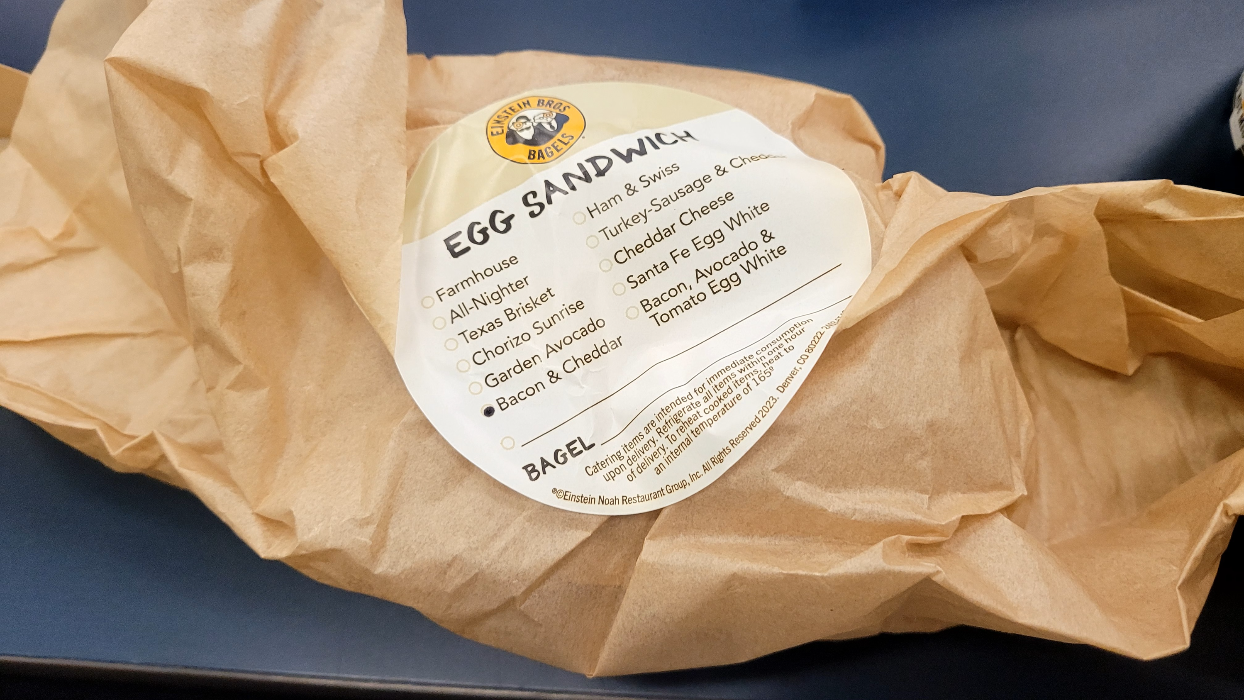 EINSTEIN BROS
BAGELS
EGG SANDWICH
Farmhouse
All-Nighter
Texas Brisket
Chorizo Sunrise
Garden Avocado
Bacon & Cheddar
Ham & Swiss
Turkey-Sausage &
Cheddar Cheese
Santa Fe Egg White
Bacon, Avocado &
Tomato Egg White
BAGEL
Catering items are intended for immediate consumption
upon delivery. Refrigerate all items within one hour
of delivery. To reheat cooked items, heat to
an internal temperature of 165°
®©Einstein Noah Restaurant Group, Inc. All Rights Reserved 2023. Denver, CO 80222.